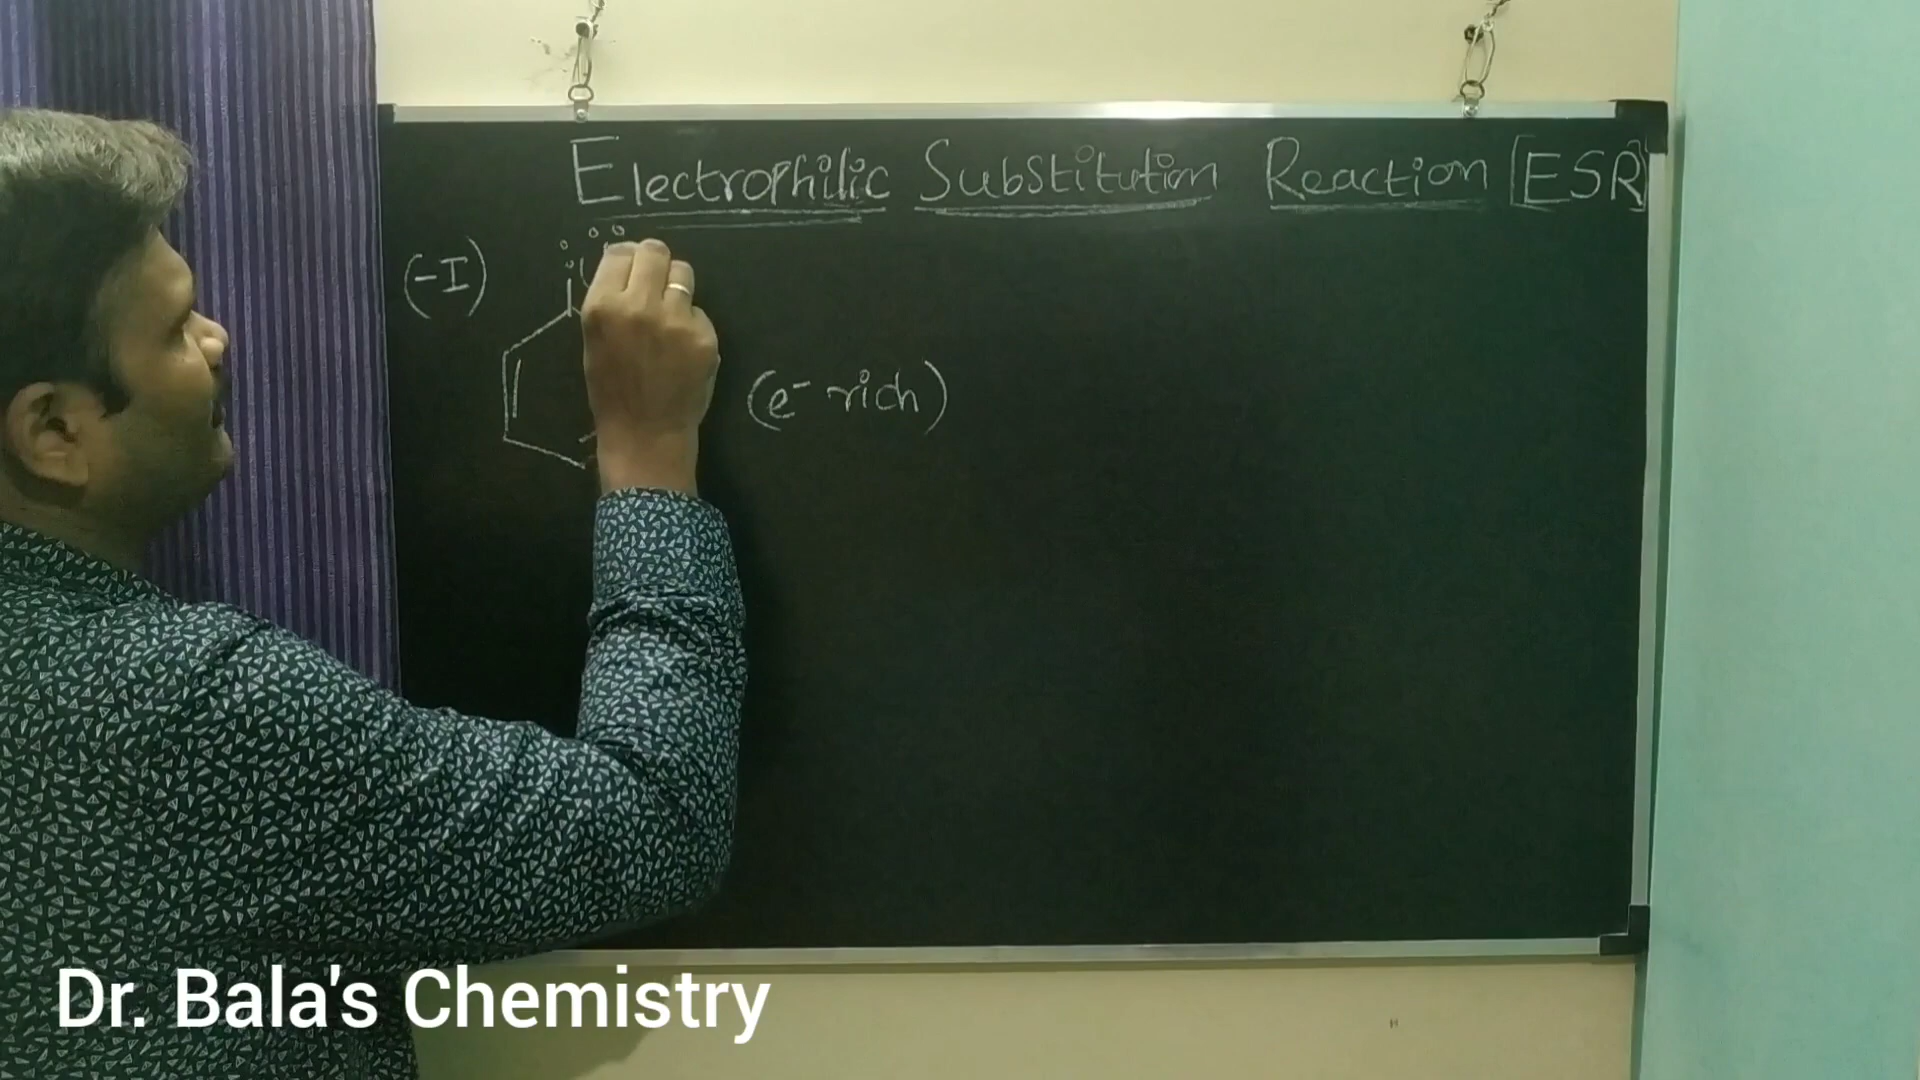 Electrophilic Substitution Reaction [ESR]
(-I)
(e⁻ rich)
Dr. Bala's Chemistry